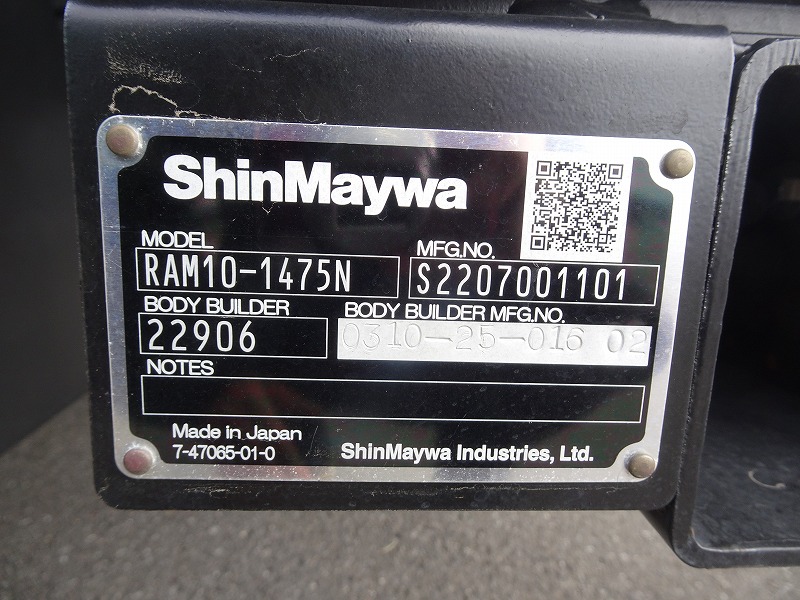 ShinMaywa
MODEL
RAM10-1475N
MFG.NO.
S2207001101
BODY BUILDER
22906
BODY BUILDER MFG.NO.
0310-25-016 02
NOTES
Made in Japan
7-47065-01-0
ShinMaywa Industries, Ltd.